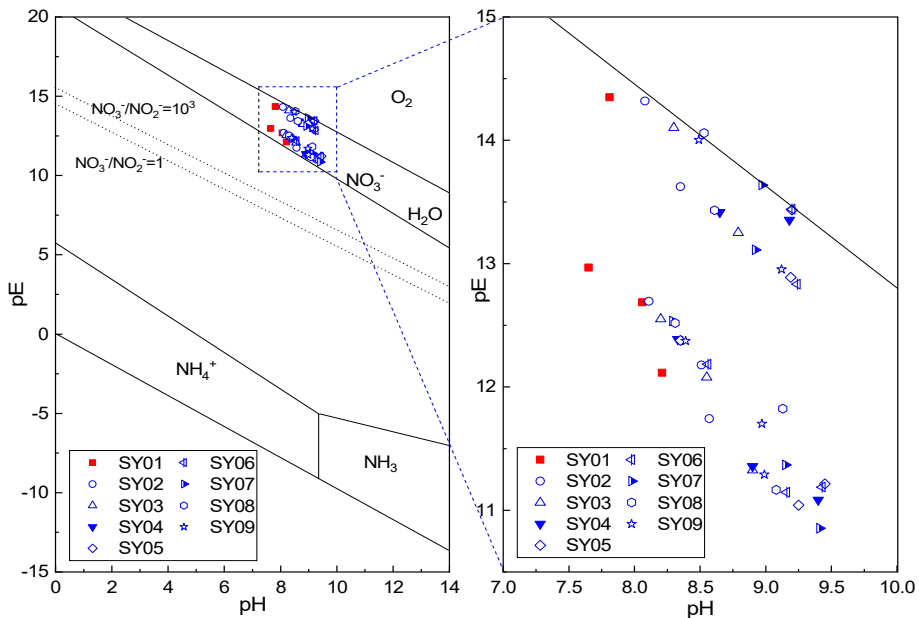 20
15
10
5
0
-5
-10
-15
pE
0
2
4
6
8
10
12
14
pH
O₂
NO₃⁻/NO₂⁻=10³
NO₃⁻/NO₂⁻=1
NO₃⁻
H₂O
NH₄⁺
NH₃
SY01
SY02
SY03
SY04
SY05
SY06
SY07
SY08
SY09
15
14
13
12
11
pE
7.0
7.5
8.0
8.5
9.0
9.5
10.0
pH
SY01
SY02
SY03
SY04
SY05
SY06
SY07
SY08
SY09